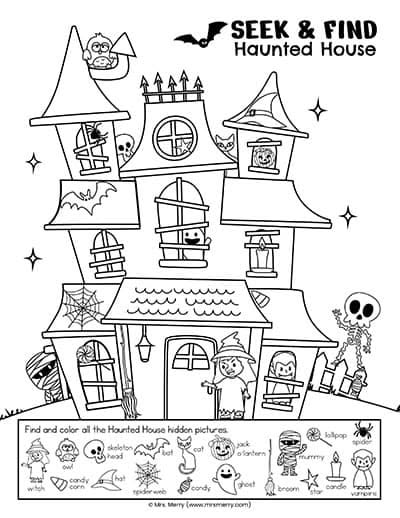 SEEK & FIND
Haunted House
Find and color all the Haunted House hidden pictures.
witch
owl
candy corn
skeleton head
hat
bat
spider web
cat
candy
jack o lantern
ghost
broom
mummy
lollipop
star
candle
spider
vampire
© Mrs. Merry (www.mrsmerry.com)